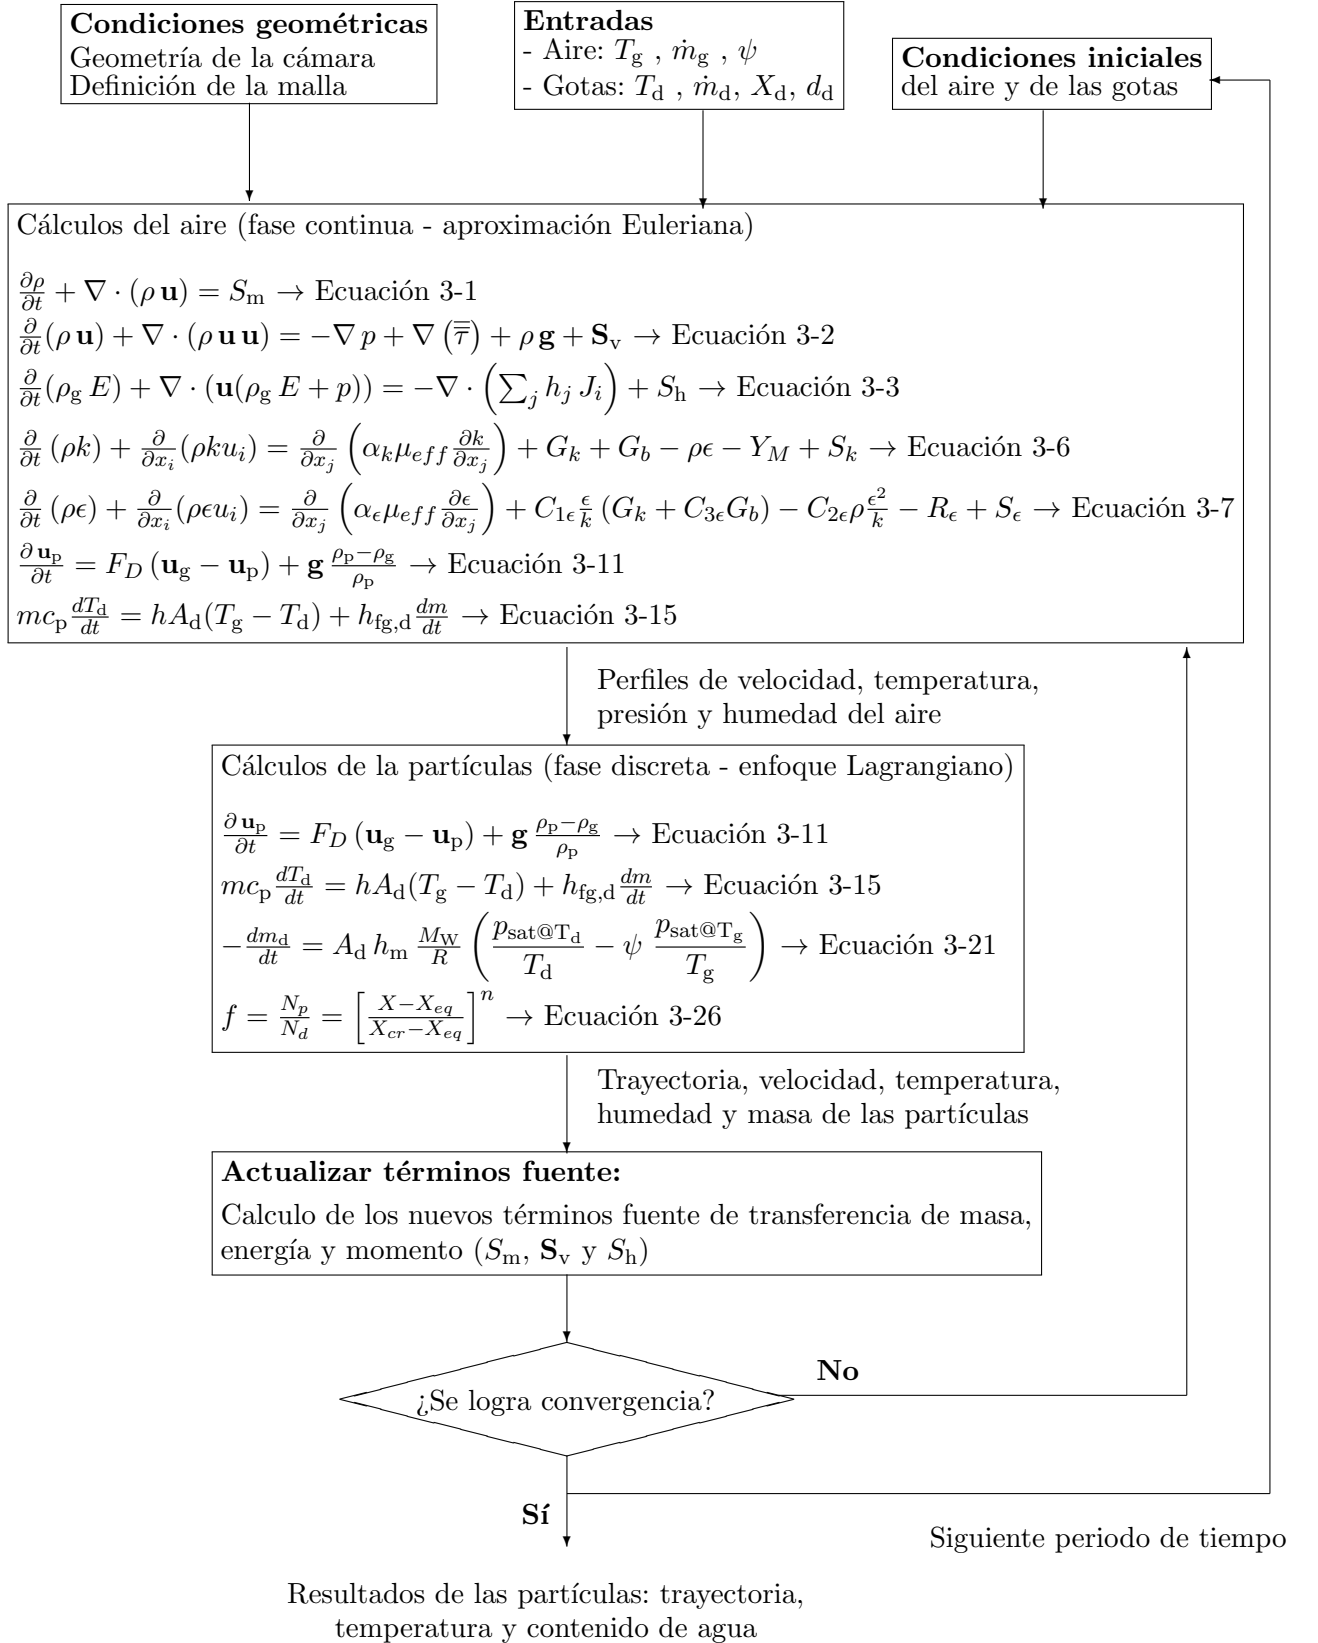 Condiciones geométricas
Geometría de la cámara
Definición de la malla
Entradas
- Aire: T_g , ṁ_g , ψ
- Gotas: T_d , ṁ_d, X_d, d_d
Condiciones iniciales
del aire y de las gotas
Cálculos del aire (fase continua - aproximación Euleriana)
∂ρ/∂t + ∇ · (ρ u) = S_m → Ecuación 3-1
∂/∂t (ρ u) + ∇ · (ρ u u) = −∇ p + ∇ (τ̿) + ρ g + S_v → Ecuación 3-2
∂/∂t (ρ_g E) + ∇ · (u(ρ_g E + p)) = −∇ · (∑_j h_j J_i) + S_h → Ecuación 3-3
∂/∂t (ρk) + ∂/∂x_i (ρku_i) = ∂/∂x_j (α_k μ_eff ∂k/∂x_j) + G_k + G_b − ρϵ − Y_M + S_k → Ecuación 3-6
∂/∂t (ρϵ) + ∂/∂x_i (ρϵu_i) = ∂/∂x_j (α_ϵ μ_eff ∂ϵ/∂x_j) + C_1ϵ ϵ/k (G_k + C_3ϵ G_b) − C_2ϵ ρ ϵ²/k − R_ϵ + S_ϵ → Ecuación 3-7
∂ u_p/∂t = F_D (u_g − u_p) + g (ρ_p−ρ_g)/ρ_p → Ecuación 3-11
mc_p dT_d/dt = hA_d(T_g − T_d) + h_fg,d dm/dt → Ecuación 3-15
Perfiles de velocidad, temperatura,
presión y humedad del aire
Cálculos de la partículas (fase discreta - enfoque Lagrangiano)
∂ u_p/∂t = F_D (u_g − u_p) + g (ρ_p−ρ_g)/ρ_p → Ecuación 3-11
mc_p dT_d/dt = hA_d(T_g − T_d) + h_fg,d dm/dt → Ecuación 3-15
−dm_d/dt = A_d h_m M_W/R (p_sat@T_d/T_d − ψ p_sat@T_g/T_g) → Ecuación 3-21
f = N_p/N_d = [(X−X_eq)/(X_cr−X_eq)]^n → Ecuación 3-26
Trayectoria, velocidad, temperatura,
humedad y masa de las partículas
Actualizar términos fuente:
Calculo de los nuevos términos fuente de transferencia de masa,
energía y momento (S_m, S_v y S_h)
¿Se logra convergencia?
No
Sí
Siguiente periodo de tiempo
Resultados de las partículas: trayectoria,
temperatura y contenido de agua